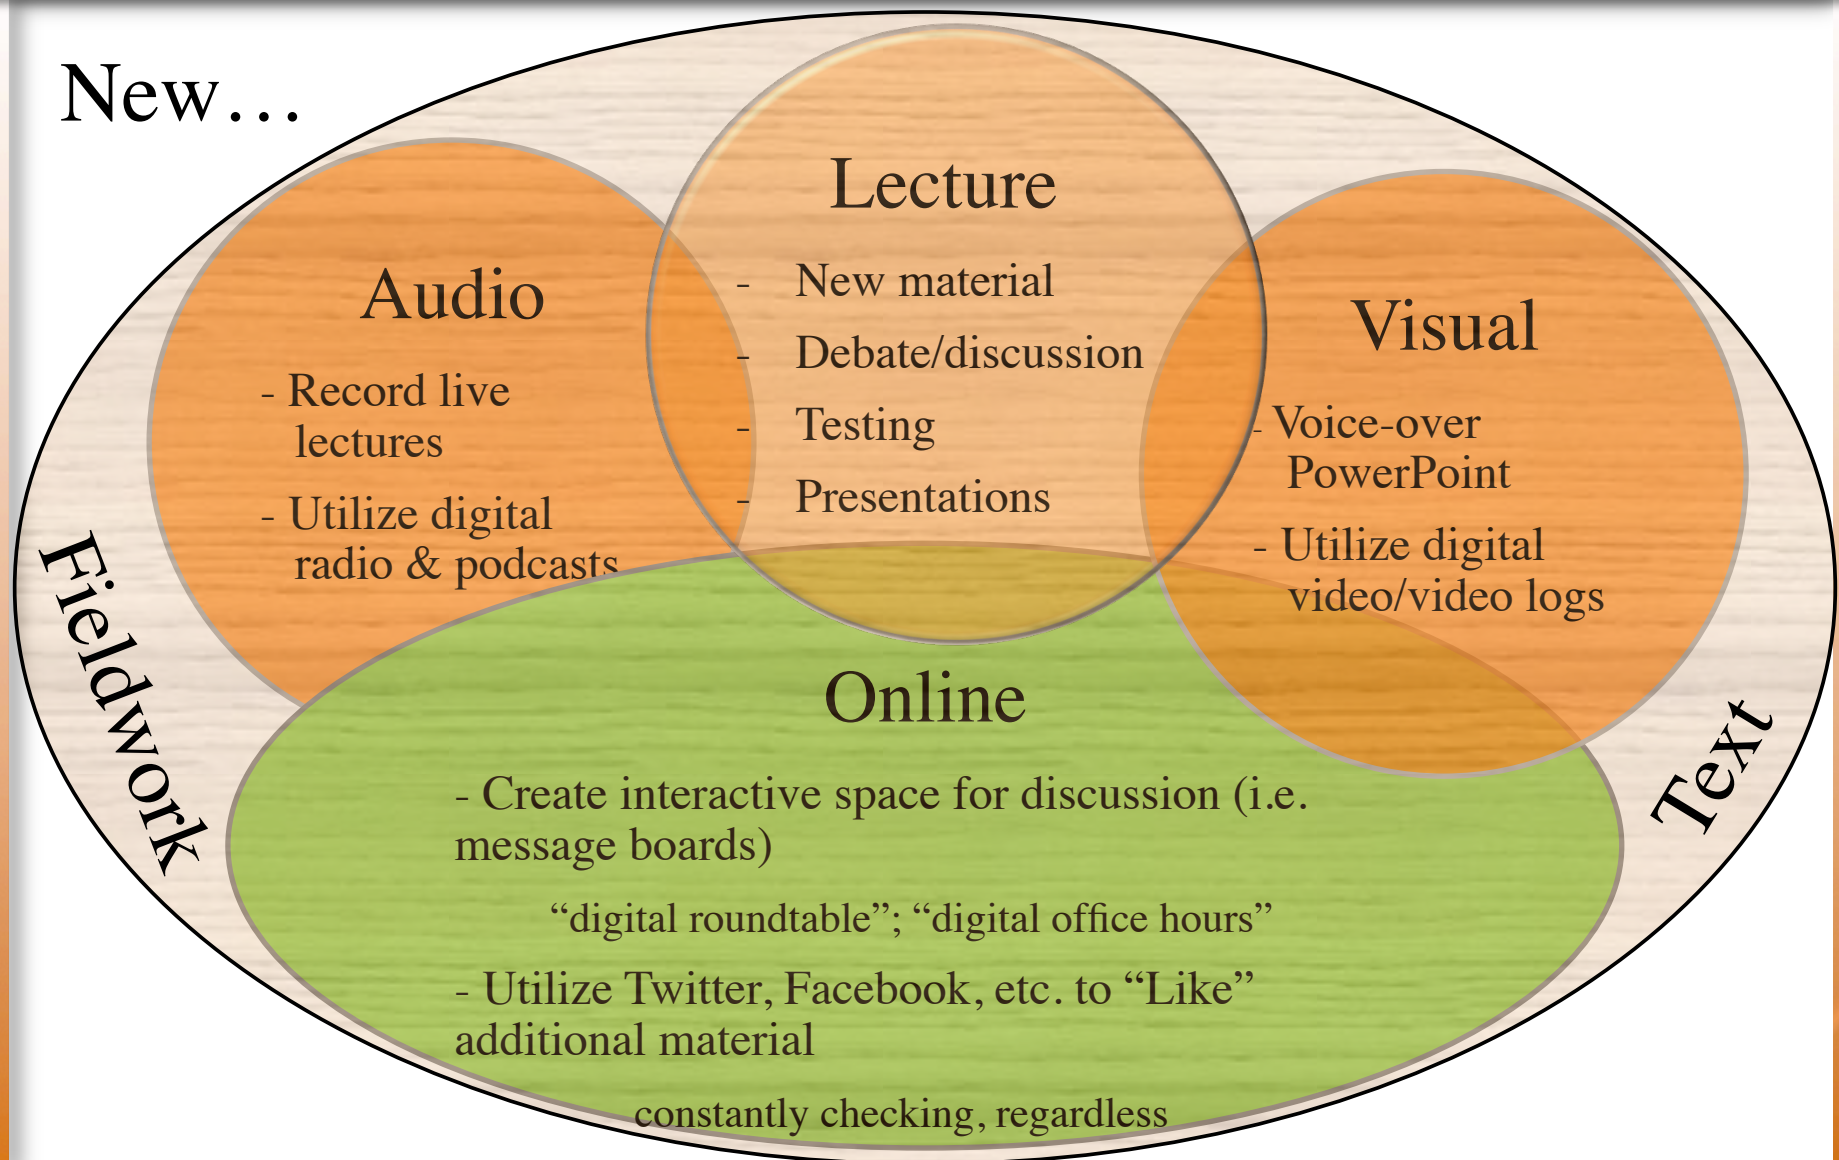 New…
Lecture
- New material
- Debate/discussion
- Testing
- Presentations
Audio
- Record live
lectures
- Utilize digital
radio & podcasts
Visual
- Voice-over
PowerPoint
- Utilize digital
video/video logs
Fieldwork
Text
Online
- Create interactive space for discussion (i.e.
message boards)
“digital roundtable”; “digital office hours”
- Utilize Twitter, Facebook, etc. to “Like”
additional material
constantly checking, regardless